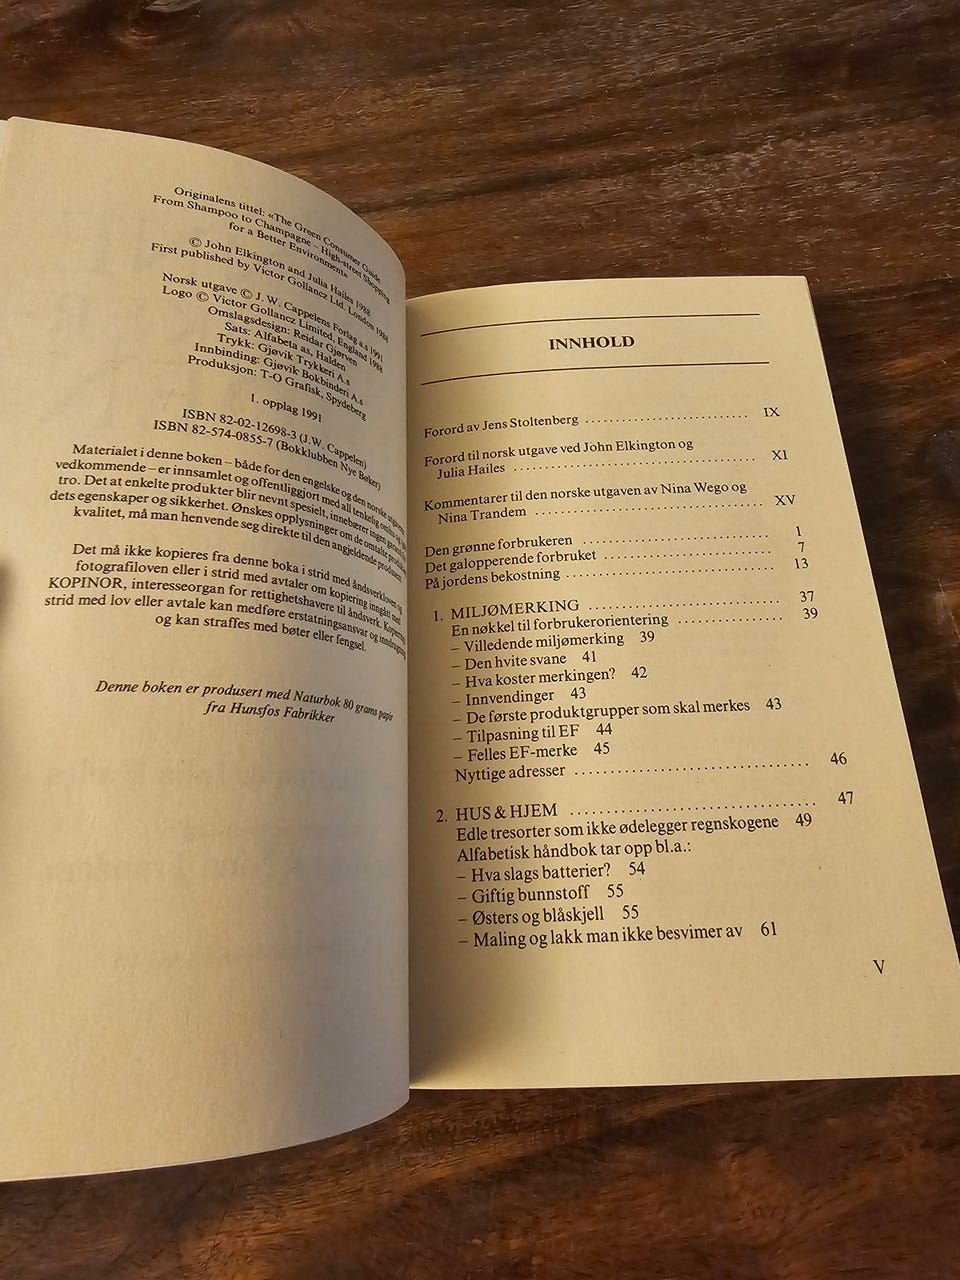 Originalens tittel: «The Green Consumer Guide
From Shampoo to Champagne – High-street Shopping
for a Better Environment»
© John Elkington and Julia Hailes 1988
First published by Victor Gollancz Ltd. London 1988
Norsk utgave © J. W. Cappelens Forlag a.s 1991
Logo © Victor Gollancz Limited, England 1988
Omslagsdesign: Reidar Gjørven
Sats: Alfabeta as, Halden
Trykk: Gjøvik Trykkeri A.s
Innbinding: Gjøvik Bokbinderi A.s
Produksjon: T-O Grafisk, Spydeberg
1. opplag 1991
ISBN 82-02-12698-3 (J.W. Cappelen)
ISBN 82-574-0855-7 (Bokklubben Nye Bøker)
Materialet i denne boken – både for den engelske og den norske utgavens
vedkommende – er innsamlet og offentliggjort med all tenkelig omhu og
tro. Det at enkelte produkter blir nevnt spesielt, innebærer ingen
dets egenskaper og sikkerhet. Ønskes opplysninger om de omtalte
kvalitet, må man henvende seg direkte til den angjeldende produsent
Det må ikke kopieres fra denne boka i strid med åndsverkloven og
fotografiloven eller i strid med avtaler om kopiering inngått med
KOPINOR, interesseorgan for rettighetshavere til åndsverk. Kopiering i
strid med lov eller avtale kan medføre erstatningsansvar og inndragning
og kan straffes med bøter eller fengsel.
Denne boken er produsert med Naturbok 80 grams papir
fra Hunsfos Fabrikker
INNHOLD
Forord av Jens Stoltenberg .......................... IX
Forord til norsk utgave ved John Elkington og
Julia Hailes .......................... XI
Kommentarer til den norske utgaven av Nina Wego og
Nina Trandem .......................... XV
Den grønne forbrukeren .......................... 1
Det galopperende forbruket .......................... 7
På jordens bekostning .......................... 13
1. MILJØMERKING .......................... 37
En nøkkel til forbrukerorientering .......................... 39
– Villedende miljømerking 39
– Den hvite svane 41
– Hva koster merkingen? 42
– Innvendinger 43
– De første produktgrupper som skal merkes 43
– Tilpasning til EF 44
– Felles EF-merke 45
Nyttige adresser .......................... 46
2. HUS & HJEM .......................... 47
Edle tresorter som ikke ødelegger regnskogene 49
Alfabetisk håndbok tar opp bl.a.:
– Hva slags batterier? 54
– Giftig bunnstoff 55
– Østers og blåskjell 55
– Maling og lakk man ikke besvimer av 61
V